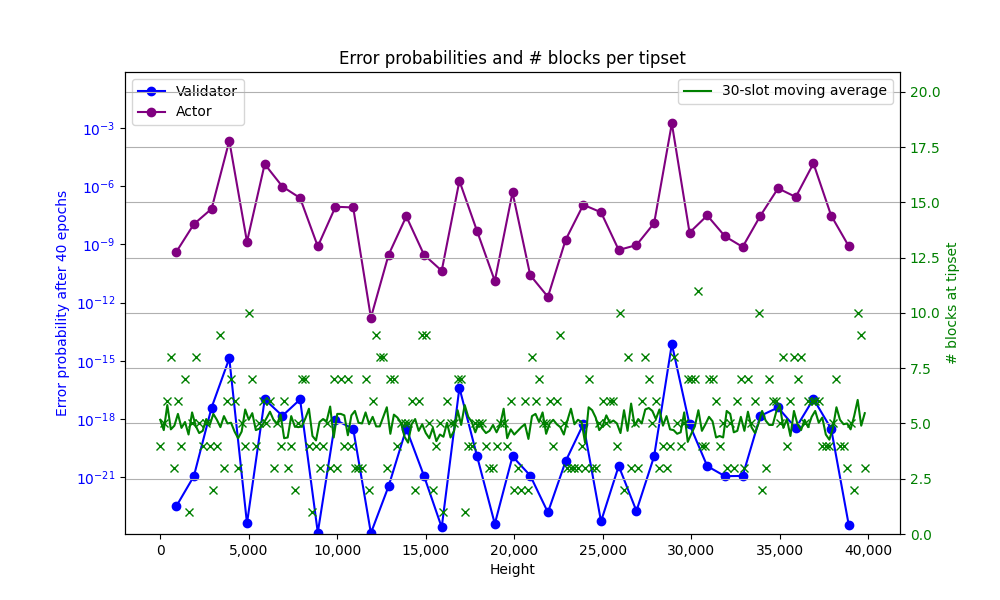 Error probabilities and # blocks per tipset
Validator
Actor
30-slot moving average
Error probability after 40 epochs
10⁻³
10⁻⁶
10⁻⁹
10⁻¹²
10⁻¹⁵
10⁻¹⁸
10⁻²¹
20.0
17.5
15.0
12.5
10.0
7.5
5.0
2.5
0.0
# blocks at tipset
0 5,000 10,000 15,000 20,000 25,000 30,000 35,000 40,000
Height